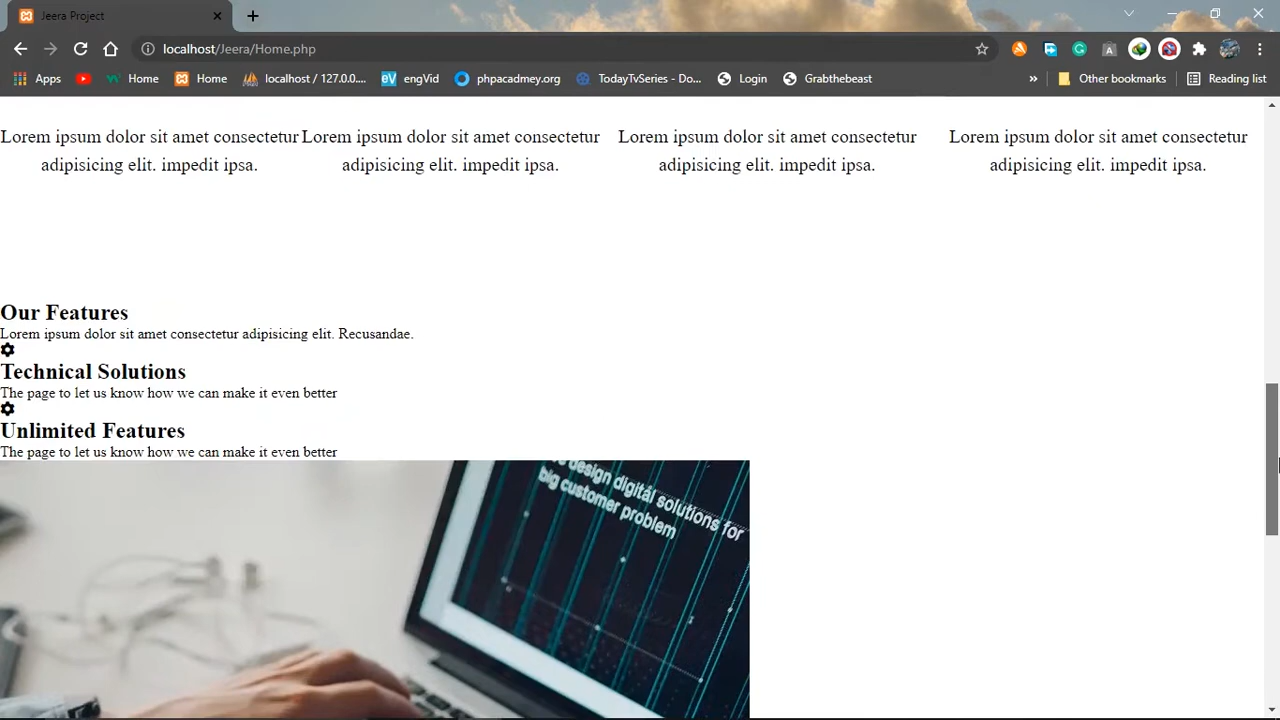 Jeera Project
localhost/Jeera/Home.php
Apps Home Home localhost / 127.0.0.... engVid phpacadmey.org TodayTvSeries - Do... Login Grabthebeast » Other bookmarks Reading list
Lorem ipsum dolor sit amet consectetur Lorem ipsum dolor sit amet consectetur Lorem ipsum dolor sit amet consectetur Lorem ipsum dolor sit amet consectetur
adipisicing elit. impedit ipsa. adipisicing elit. impedit ipsa. adipisicing elit. impedit ipsa. adipisicing elit. impedit ipsa.
Our Features
Lorem ipsum dolor sit amet consectetur adipisicing elit. Recusandae.
Technical Solutions
The page to let us know how we can make it even better
Unlimited Features
The page to let us know how we can make it even better
design digital solutions for
big customer problem